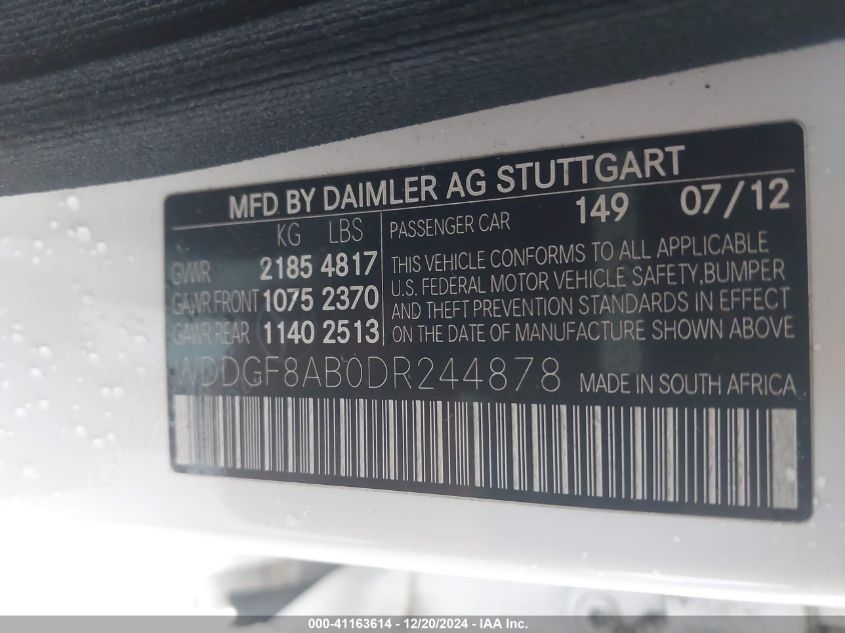 MFD BY DAIMLER AG STUTTGART
KG LBS
GVWR 2185 4817
GAWR FRONT 1075 2370
GAWR REAR 1140 2513
PASSENGER CAR 149 07/12
THIS VEHICLE CONFORMS TO ALL APPLICABLE
U.S. FEDERAL MOTOR VEHICLE SAFETY, BUMPER
AND THEFT PREVENTION STANDARDS IN EFFECT
ON THE DATE OF MANUFACTURE SHOWN ABOVE
WDDGF8AB0DR244878 MADE IN SOUTH AFRICA
000-41163614 - 12/20/2024 - IAA Inc.